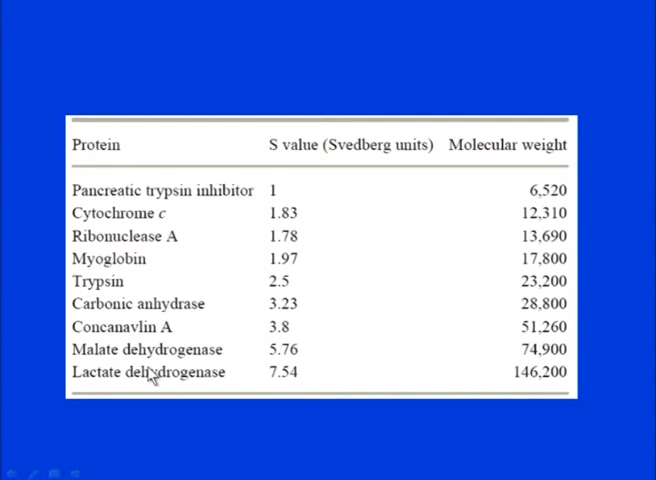 Protein S value (Svedberg units) Molecular weight
Pancreatic trypsin inhibitor 1 6,520
Cytochrome c 1.83 12,310
Ribonuclease A 1.78 13,690
Myoglobin 1.97 17,800
Trypsin 2.5 23,200
Carbonic anhydrase 3.23 28,800
Concanavlin A 3.8 51,260
Malate dehydrogenase 5.76 74,900
Lactate dehydrogenase 7.54 146,200